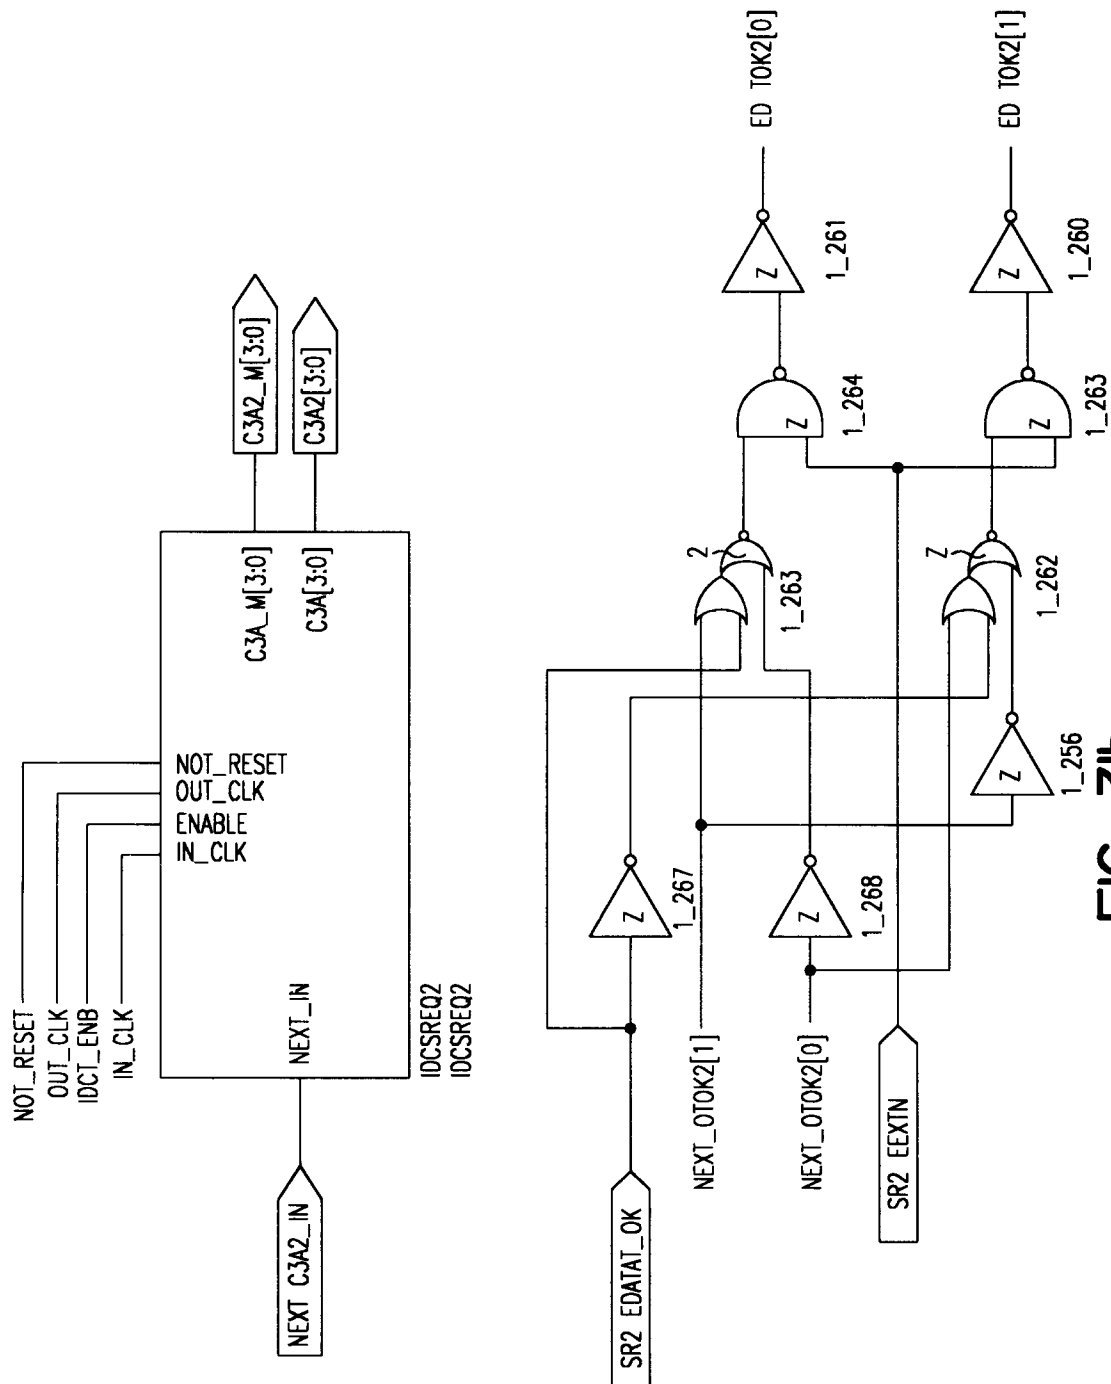 NOT_RESET
OUT_CLK
IDCT_ENB
IN_CLK
NOT_RESET
OUT_CLK
ENABLE
IN_CLK
NEXT C3A2_IN
NEXT_IN
C3A_M[3:0]
C3A[3:0]
C3A2_M[3:0]
C3A2[3:0]
IDCSREQ2
IDCSREQ2
SR2 EDATAT_OK
NEXT_OTOK2[1]
NEXT_OTOK2[0]
SR2 EEXTN
Z
1_267
Z
1_268
Z
1_256
2
1_263
Z
1_262
Z
1_264
Z
1_263
Z
1_261
Z
1_260
ED TOK2[0]
ED TOK2[1]